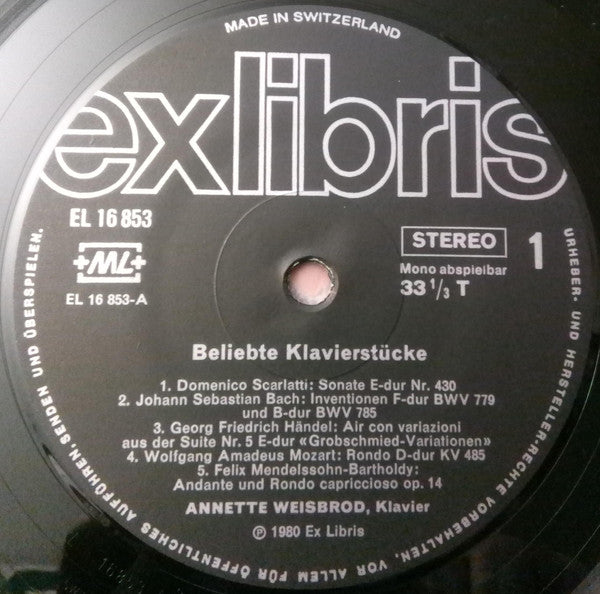 MADE IN SWITZERLAND
exlibris
EL 16 853
+ML+
EL 16 853-A
STEREO
1
Mono abspielbar
33 1/3 T
Beliebte Klavierstücke
1. Domenico Scarlatti: Sonate E-dur Nr. 430
2. Johann Sebastian Bach: Inventionen F-dur BWV 779
und B-dur BWV 785
3. Georg Friedrich Händel: Air con variazioni
aus der Suite Nr. 5 E-dur «Grobschmied-Variationen»
4. Wolfgang Amadeus Mozart: Rondo D-dur KV 485
5. Felix Mendelssohn-Bartholdy:
Andante und Rondo capriccioso op. 14
ANNETTE WEISBROD, Klavier
℗ 1980 Ex Libris
URHEBER- UND HERSTELLER-RECHTE VORBEHALTEN, VOR ALLEM FÜR ÖFFENTLICHES AUFFÜHREN, SENDEN UND ÜBERSPIELEN.